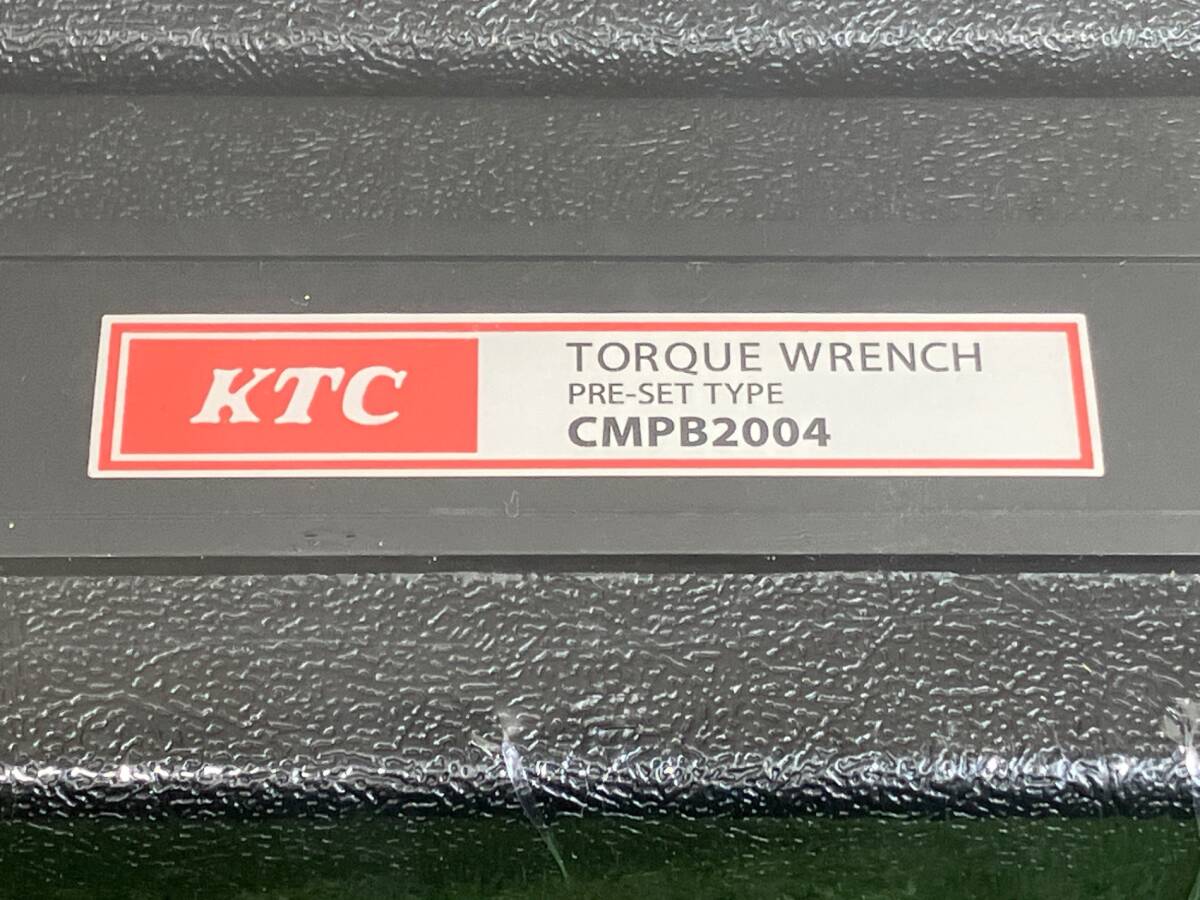 KTC
TORQUE WRENCH
PRE-SET TYPE
CMPB2004